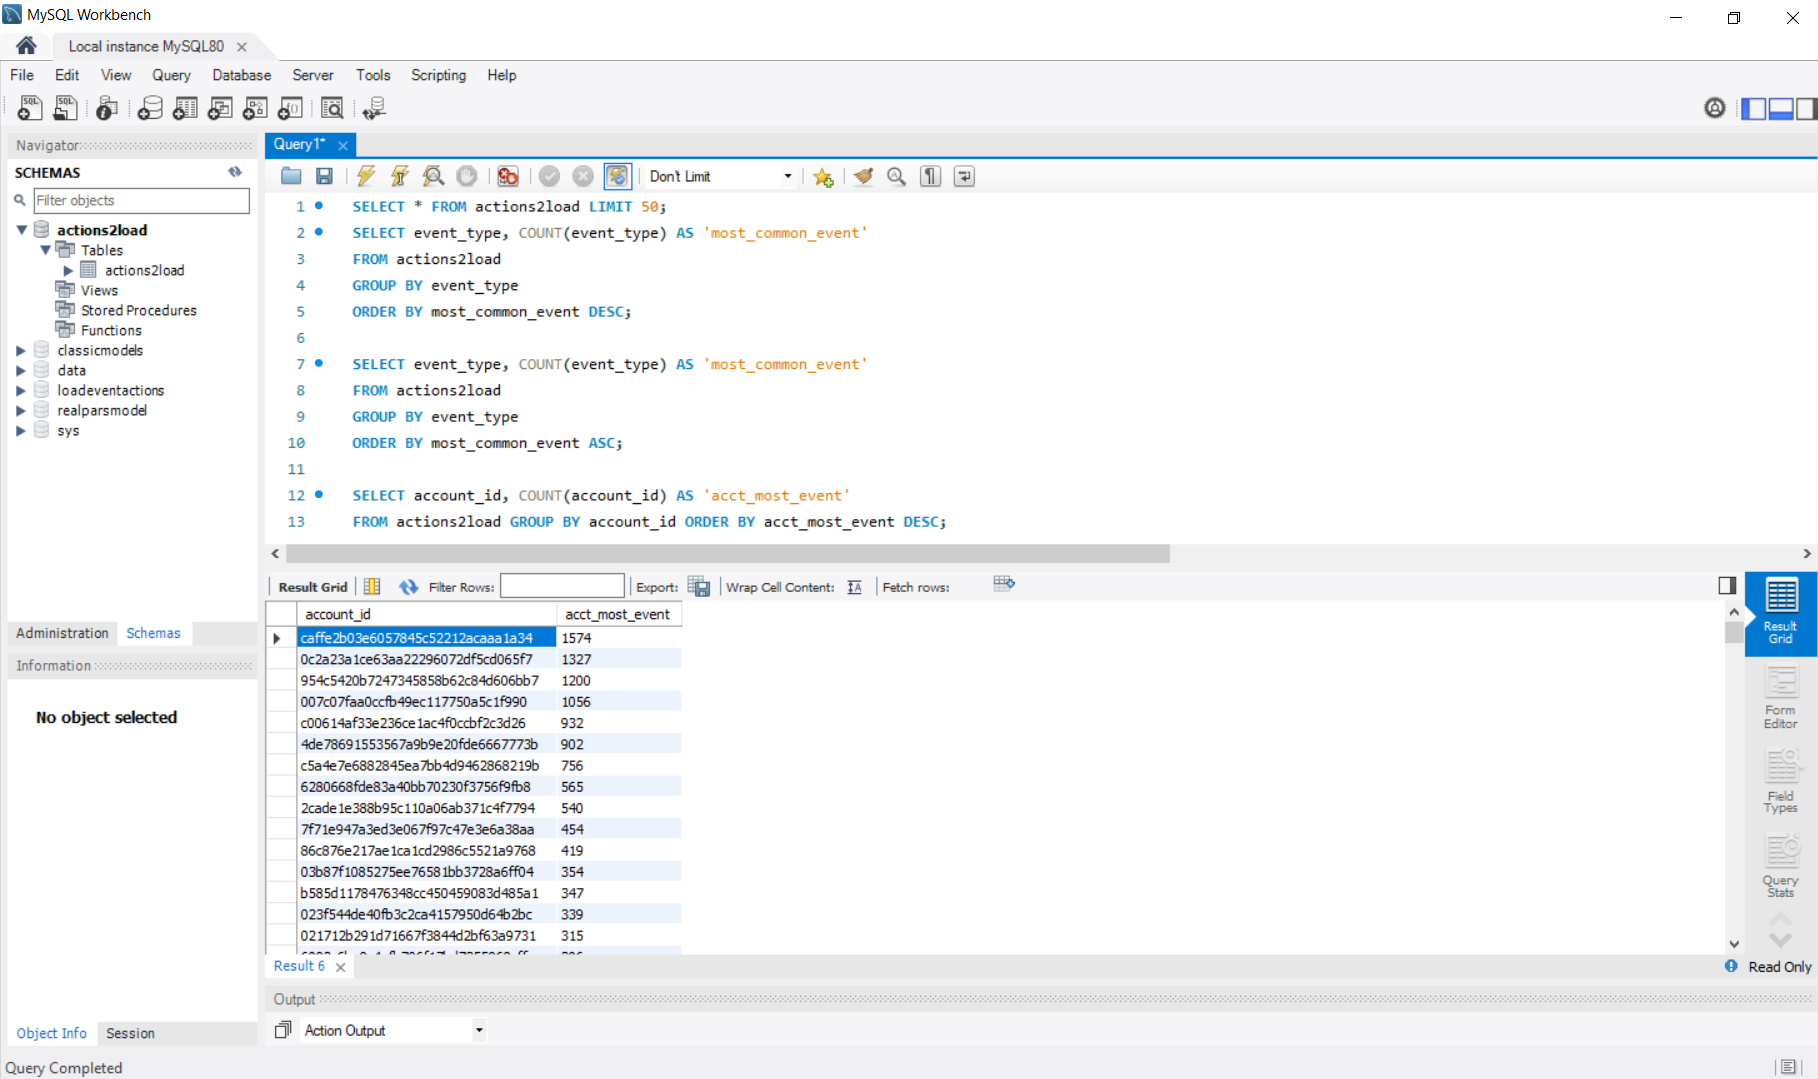 MySQL Workbench
Local instance MySQL80
File Edit View Query Database Server Tools Scripting Help
Navigator
SCHEMAS
Filter objects
actions2load
Tables
actions2load
Views
Stored Procedures
Functions
classicmodels
data
loadeventactions
realparsmodel
sys
Administration Schemas
Information
No object selected
Object Info Session
Query Completed
Query1*
Don't Limit
1 SELECT * FROM actions2load LIMIT 50;
2 SELECT event_type, COUNT(event_type) AS 'most_common_event'
3 FROM actions2load
4 GROUP BY event_type
5 ORDER BY most_common_event DESC;
6
7 SELECT event_type, COUNT(event_type) AS 'most_common_event'
8 FROM actions2load
9 GROUP BY event_type
10 ORDER BY most_common_event ASC;
11
12 SELECT account_id, COUNT(account_id) AS 'acct_most_event'
13 FROM actions2load GROUP BY account_id ORDER BY acct_most_event DESC;
Result Grid Filter Rows: Export: Wrap Cell Content: Fetch rows:
account_id acct_most_event
caffe2b03e6057845c52212acaaa1a34 1574
0c2a23a1ce63aa22296072df5cd065f7 1327
954c5420b7247345858b62c84d606bb7 1200
007c07faa0ccfb49ec117750a5c1f990 1056
c00614af33e236ce1ac4f0ccbf2c3d26 932
4de78691553567a9b9e20fde6667773b 902
c5a4e7e6882845ea7bb4d9462868219b 756
6280668fde83a40bb70230f3756f9fb8 565
2cade1e388b95c110a06ab371c4f7794 540
7f71e947a3ed3e067f97c47e3e6a38aa 454
86c876e217ae1ca1cd2986c5521a9768 419
03b87f1085275ee76581bb3728a6ff04 354
b585d1178476348cc450459083d485a1 347
023f544de40fb3c2ca4157950d64b2bc 339
021712b291d71667f3844d2bf63a9731 315
Result
Grid
Form
Editor
Field
Types
Query
Stats
Result 6
Read Only
Output
Action Output